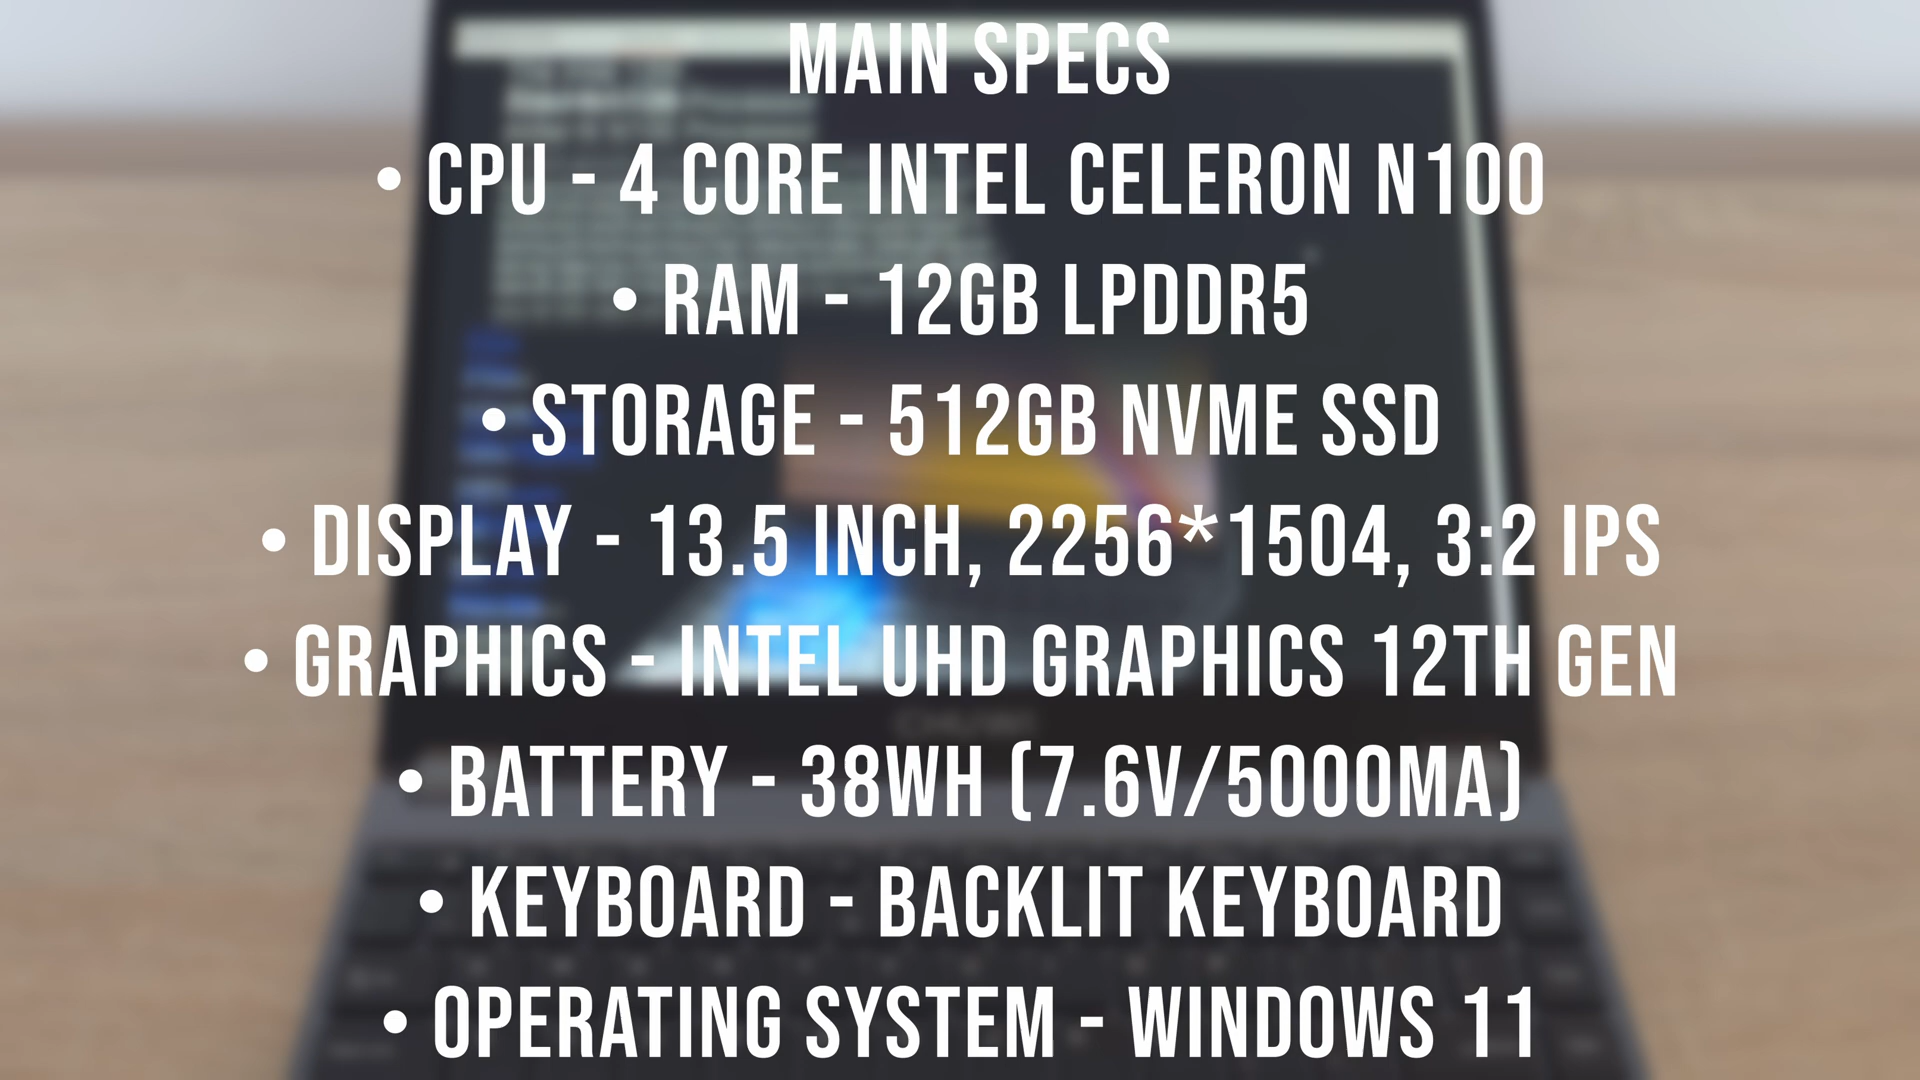 MAIN SPECS
• CPU - 4 CORE INTEL CELERON N100
• RAM - 12GB LPDDR5
• STORAGE - 512GB NVME SSD
• DISPLAY - 13.5 INCH, 2256*1504, 3:2 IPS
• GRAPHICS - INTEL UHD GRAPHICS 12TH GEN
• BATTERY - 38WH (7.6V/5000MA)
• KEYBOARD - BACKLIT KEYBOARD
• OPERATING SYSTEM - WINDOWS 11